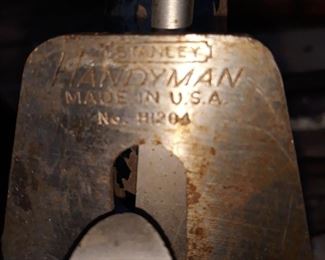 STANLEY
HANDYMAN
MADE IN U.S.A.
No. H1204